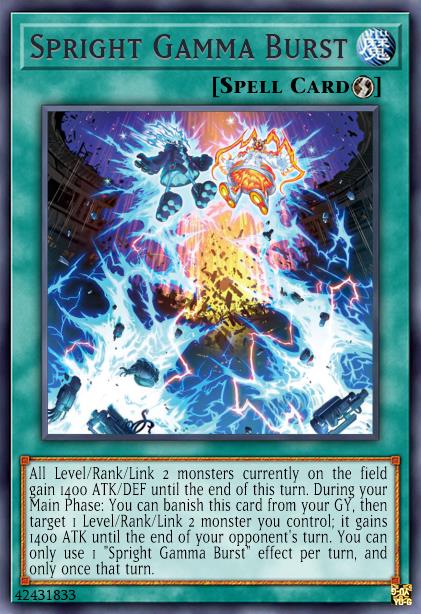 SPRIGHT GAMMA BURST 魔
[SPELL CARD]
All Level/Rank/Link 2 monsters currently on the field
gain 1400 ATK/DEF until the end of this turn. During your
Main Phase: You can banish this card from your GY, then
target 1 Level/Rank/Link 2 monster you control; it gains
1400 ATK until the end of your opponent's turn. You can
only use 1 "Spright Gamma Burst" effect per turn, and
only once that turn.
42431833